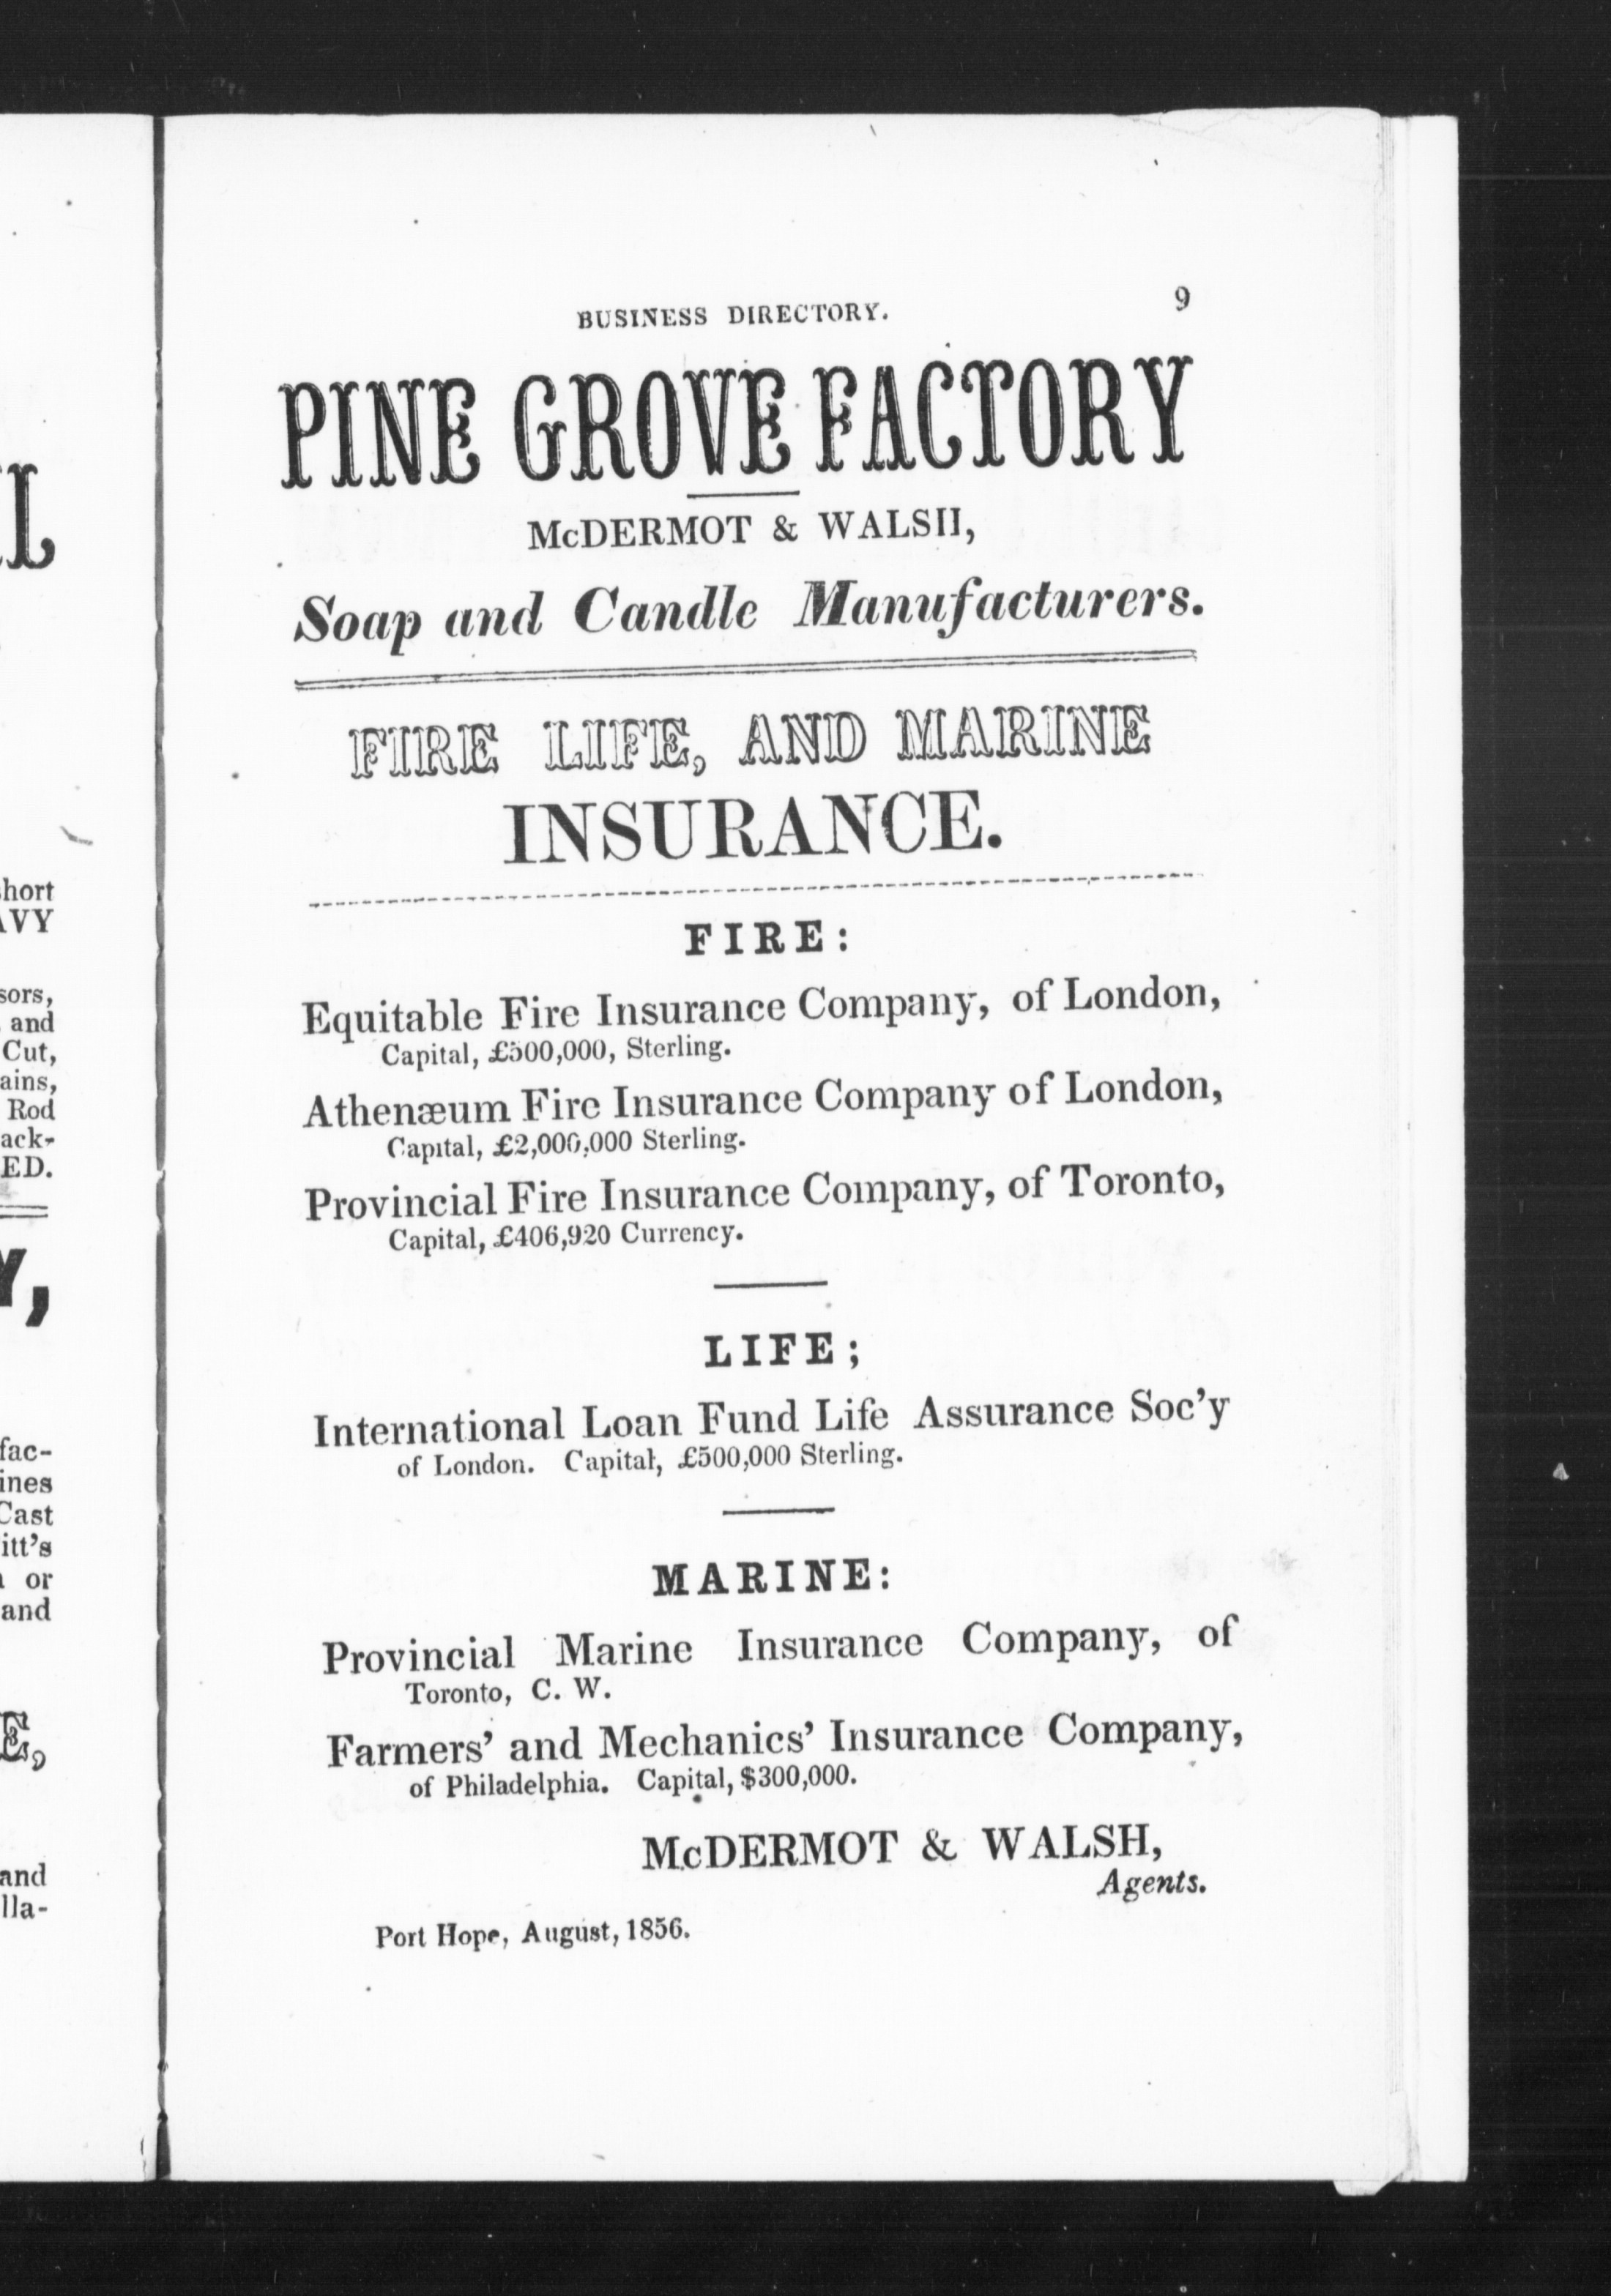 BUSINESS DIRECTORY. 9
PINE GROVE FACTORY
McDERMOT & WALSH,
Soap and Candle Manufacturers.
FIRE LIFE, AND MARINE
INSURANCE.
FIRE:
Equitable Fire Insurance Company, of London,
Capital, £500,000, Sterling.
Athenæum Fire Insurance Company of London,
Capital, £2,000,000 Sterling.
Provincial Fire Insurance Company, of Toronto,
Capital, £406,920 Currency.
LIFE;
International Loan Fund Life Assurance Soc'y
of London. Capital, £500,000 Sterling.
MARINE:
Provincial Marine Insurance Company, of
Toronto, C. W.
Farmers' and Mechanics' Insurance Company,
of Philadelphia. Capital, $300,000.
McDERMOT & WALSH,
Agents.
Port Hope, August, 1856.